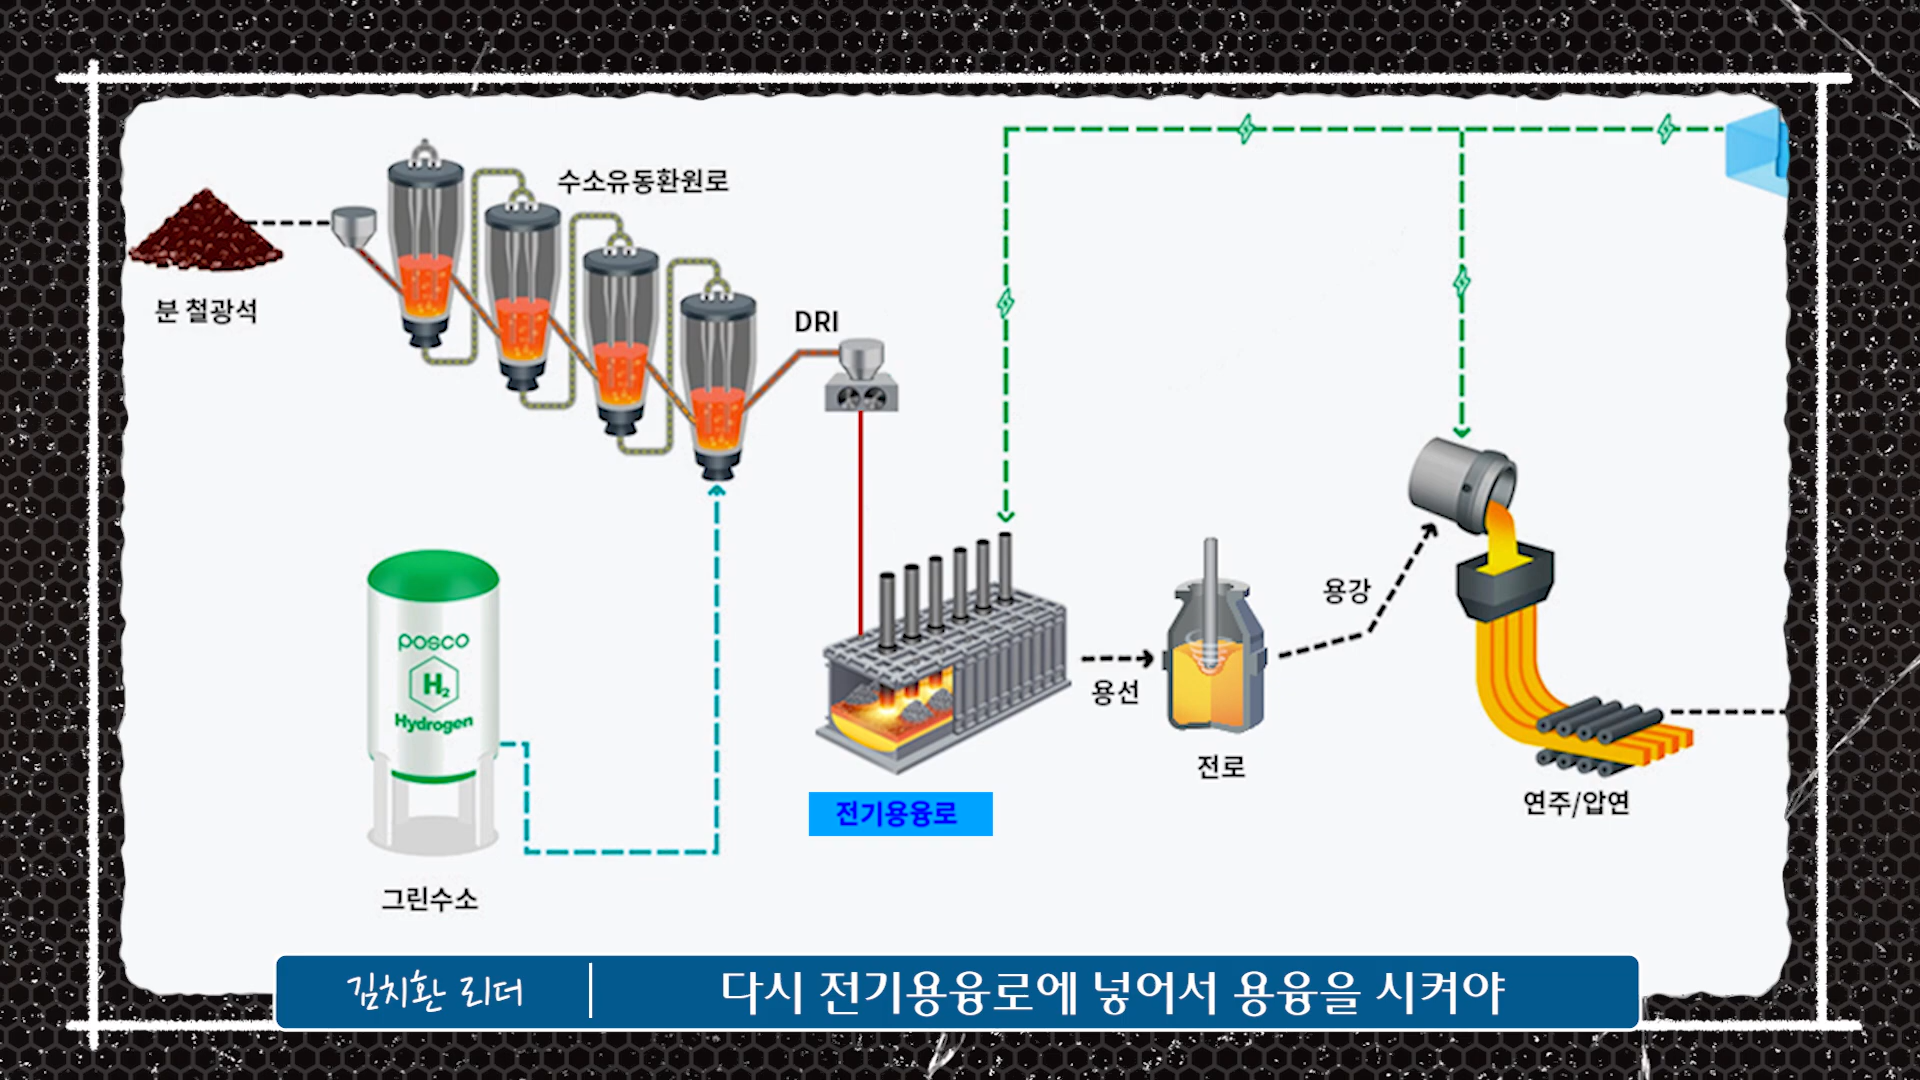 수소유동환원로
분 철광석
DRI
posco
H2
Hydrogen
그린수소
전기용융로
용선
전로
용강
연주/압연
김치환 리더
다시 전기용융로에 넣어서 용융을 시켜야